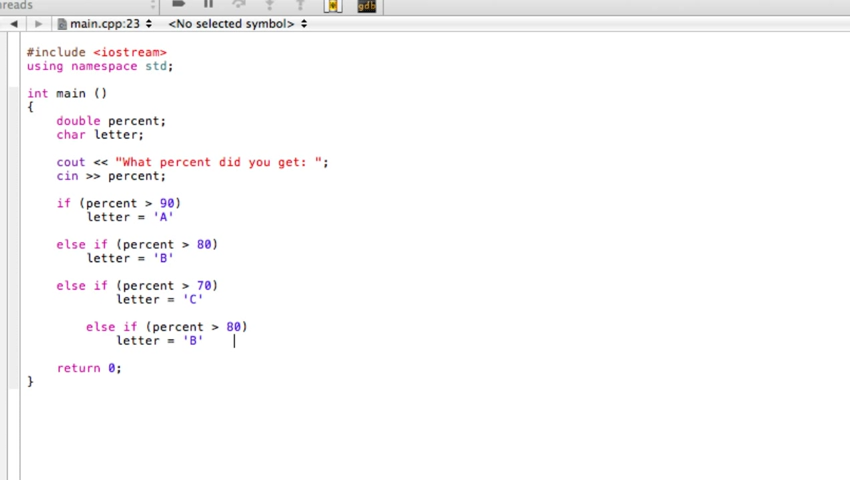 hreads
gdb
main.cpp:23 <No selected symbol>
#include <iostream>
using namespace std;
int main ()
{
double percent;
char letter;
cout << "What percent did you get: ";
cin >> percent;
if (percent > 90)
letter = 'A'
else if (percent > 80)
letter = 'B'
else if (percent > 70)
letter = 'C'
else if (percent > 80)
letter = 'B'
return 0;
}